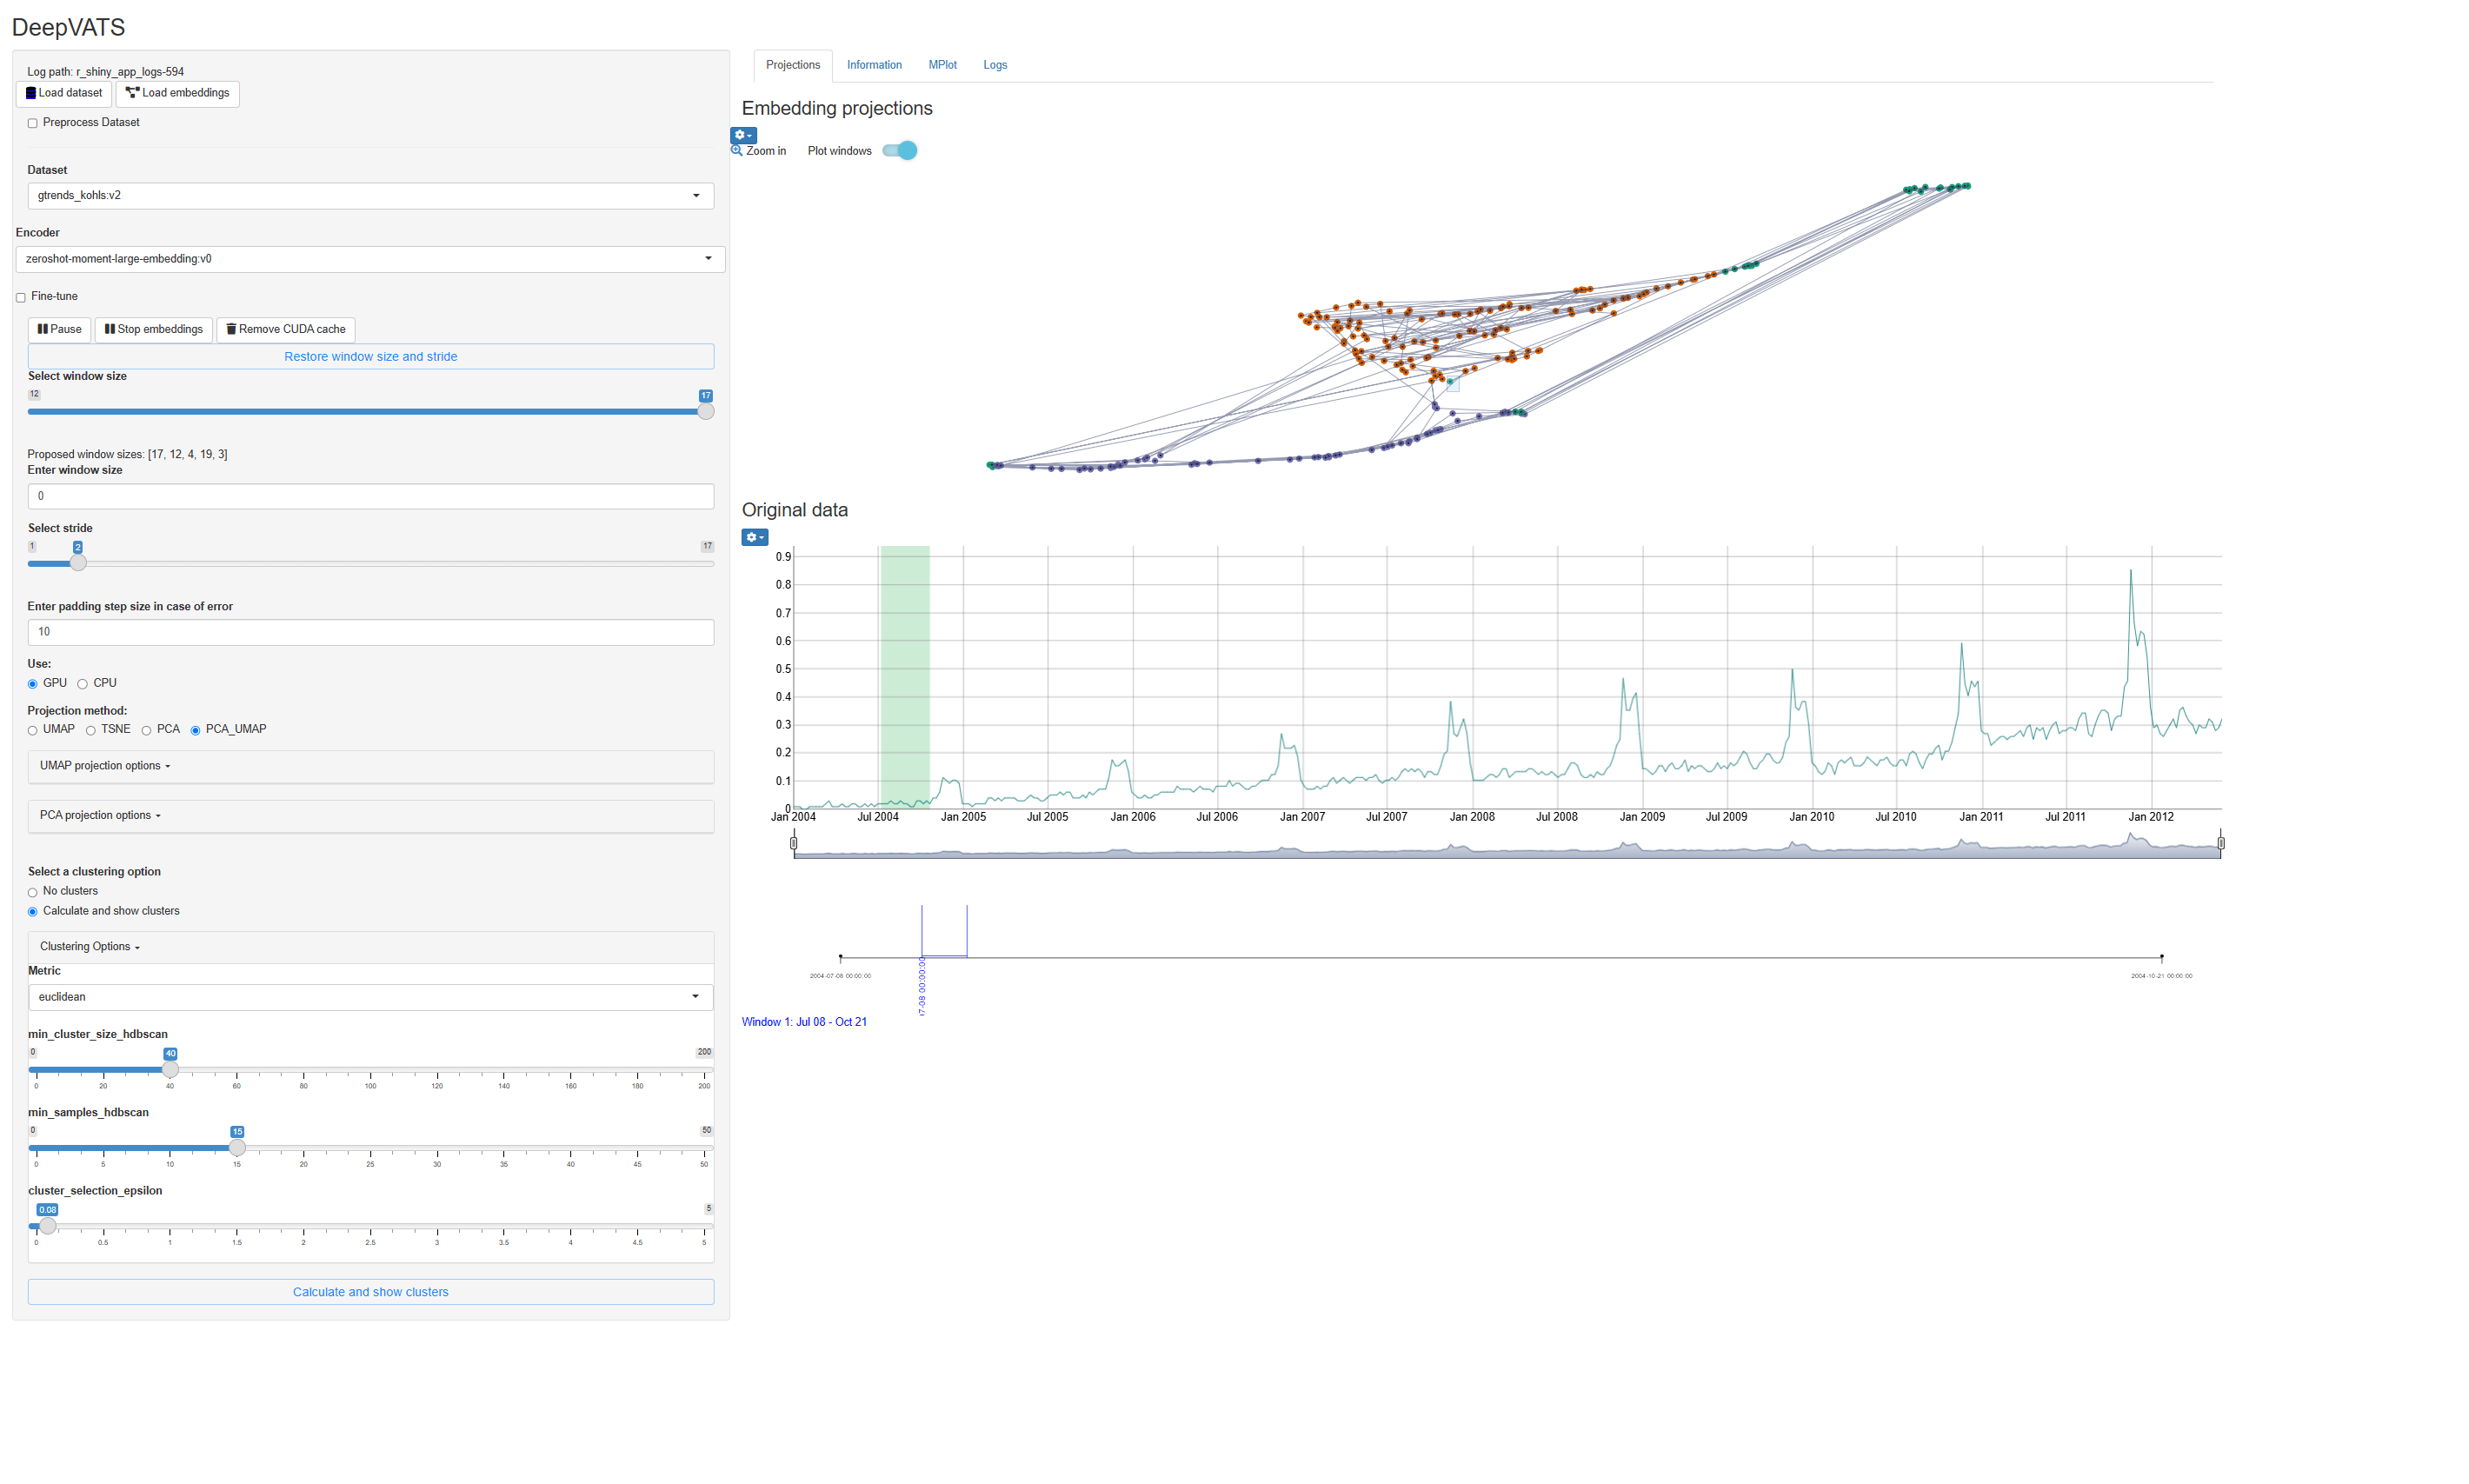 DeepVATS
Log path: r_shiny_app_logs-594
Load dataset Load embeddings
Preprocess Dataset
Dataset
gtrends_kohls:v2
Encoder
zeroshot-moment-large-embedding:v0
Fine-tune
Pause Stop embeddings Remove CUDA cache
Restore window size and stride
Select window size
12 17
Proposed window sizes: [17, 12, 4, 19, 3]
Enter window size
0
Select stride
1 2 17
Enter padding step size in case of error
10
Use:
GPU CPU
Projection method:
UMAP TSNE PCA PCA_UMAP
UMAP projection options
PCA projection options
Select a clustering option
No clusters
Calculate and show clusters
Clustering Options
Metric
euclidean
min_cluster_size_hdbscan
0 40 200
0 20 40 60 80 100 120 140 160 180 200
min_samples_hdbscan
0 15 50
0 5 10 15 20 25 30 35 40 45 50
cluster_selection_epsilon
0.08 5
0 0.5 1 1.5 2 2.5 3 3.5 4 4.5 5
Calculate and show clusters
Projections Information MPlot Logs
Embedding projections
Zoom in Plot windows
Original data
0.9
0.8
0.7
0.6
0.5
0.4
0.3
0.2
0.1
0
Jan 2004 Jul 2004 Jan 2005 Jul 2005 Jan 2006 Jul 2006 Jan 2007 Jul 2007 Jan 2008 Jul 2008 Jan 2009 Jul 2009 Jan 2010 Jul 2010 Jan 2011 Jul 2011 Jan 2012
2004-07-08 00:00:00 2004-10-21 00:00:00
7-08 00:00:00
Window 1: Jul 08 - Oct 21